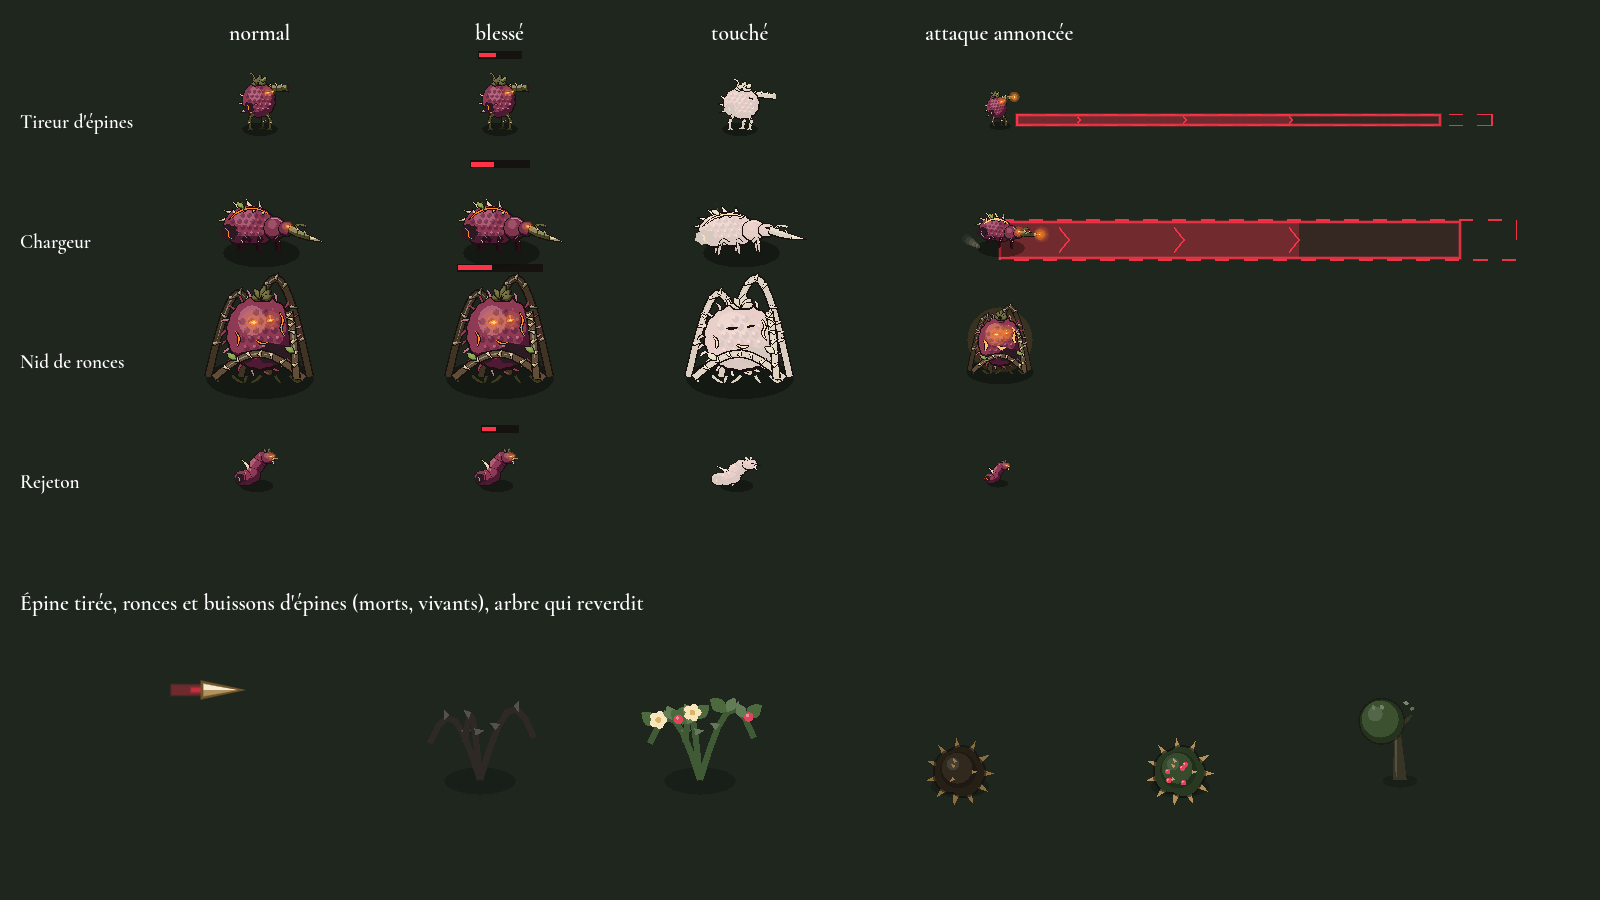 normal blessé touché attaque annoncée
Tireur d'épines
Chargeur
Nid de ronces
Rejeton
Épine tirée, ronces et buissons d'épines (morts, vivants), arbre qui reverdit